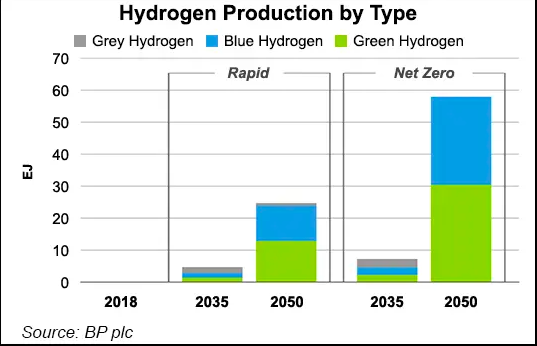 Hydrogen Production by Type
Grey Hydrogen Blue Hydrogen Green Hydrogen
70
Rapid Net Zero
60
50
40
EJ
30
20
10
0
2018 2035 2050 2035 2050
Source: BP plc